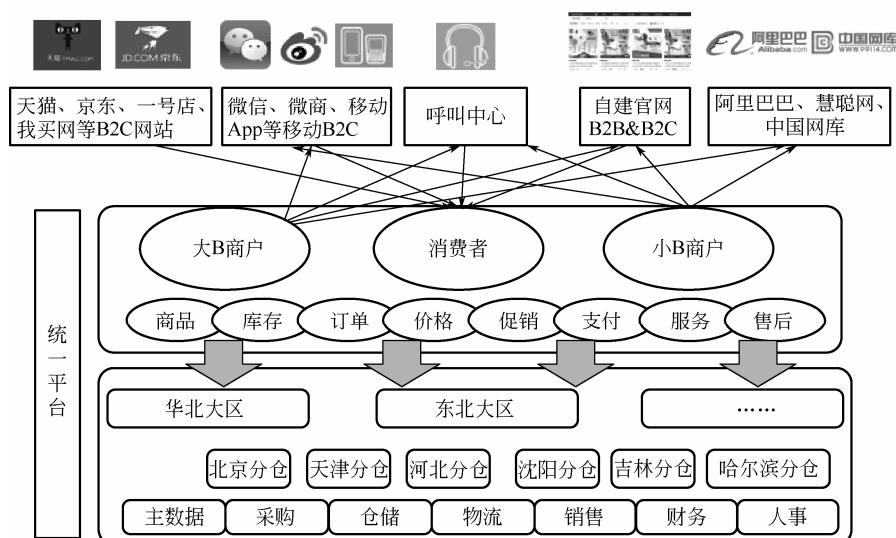 天猫 TMALL.COM
JD.COM 京东
阿里巴巴
Alibaba.com
中国网库
WWW.99114.COM
天猫、京东、一号店、
我买网等B2C网站
微信、微商、移动
App等移动B2C
呼叫中心
自建官网
B2B&B2C
阿里巴巴、慧聪网、
中国网库
统一平台
大B商户
消费者
小B商户
商品
库存
订单
价格
促销
支付
服务
售后
华北大区
东北大区
……
北京分仓
天津分仓
河北分仓
沈阳分仓
吉林分仓
哈尔滨分仓
主数据
采购
仓储
物流
销售
财务
人事